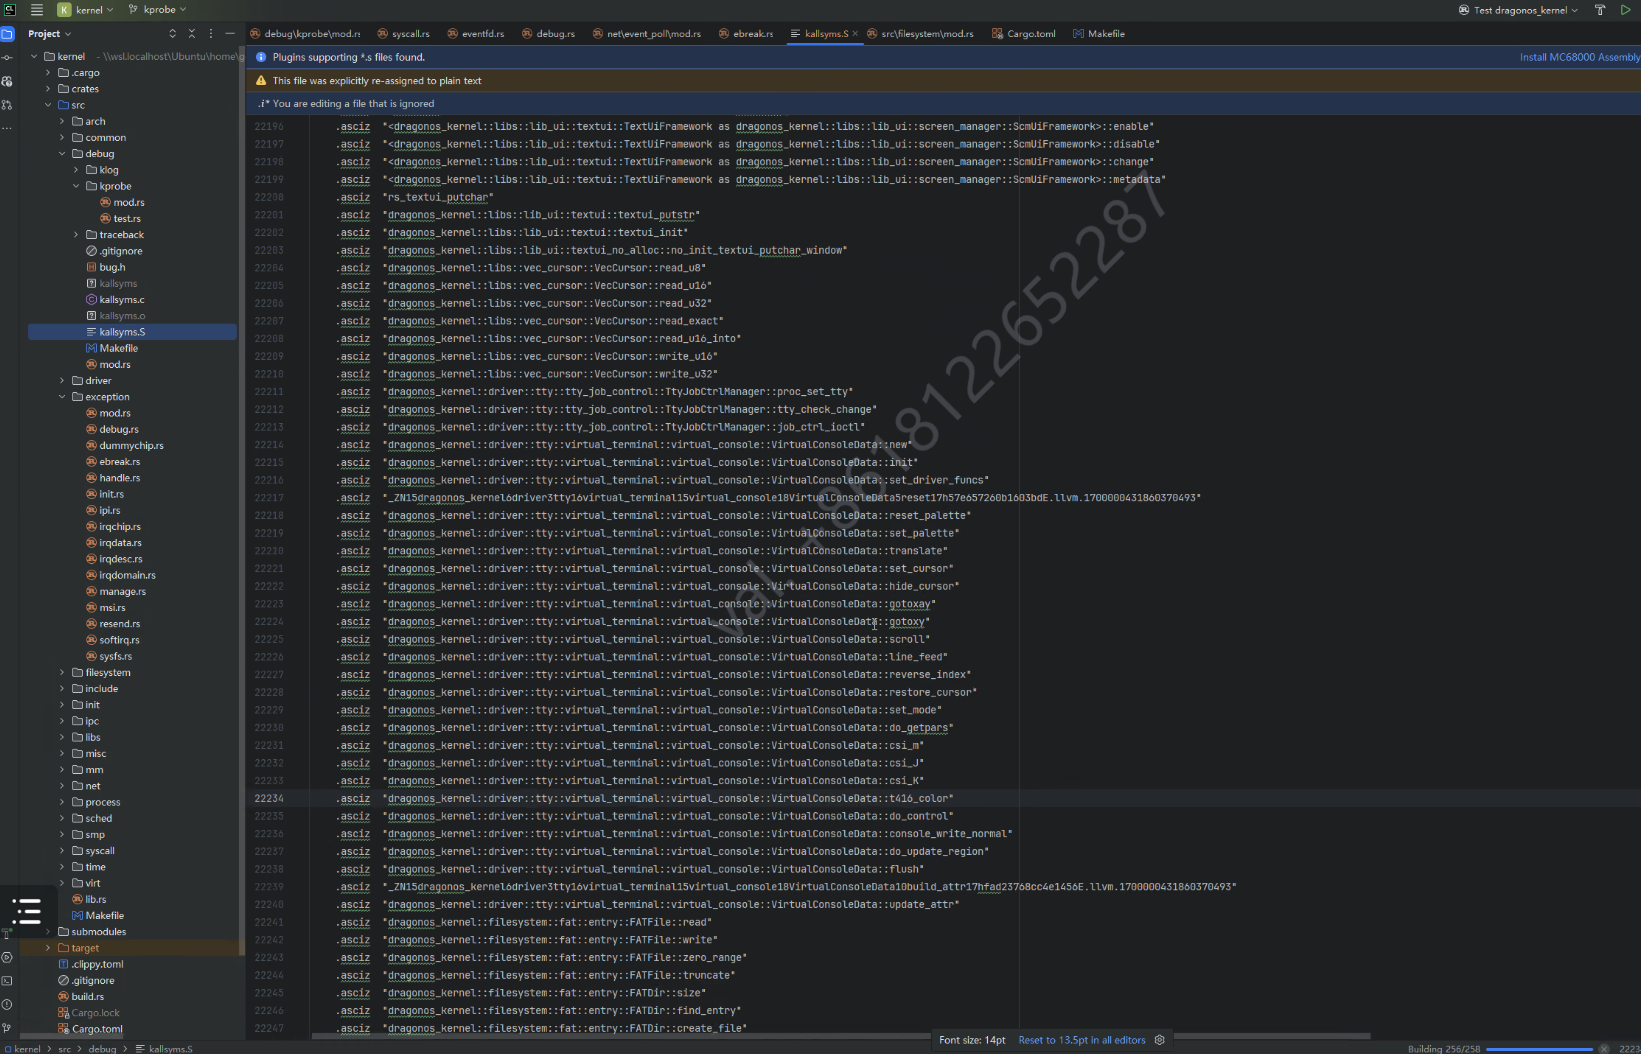 CL
K kernel
kprobe
Test dragonos_kernel
Project
debug\kprobe\mod.rs
syscall.rs
eventfd.rs
debug.rs
net\event_poll\mod.rs
ebreak.rs
kallsyms.S
src\filesystem\mod.rs
Cargo.toml
Makefile
Plugins supporting *.s files found.
Install MC68000 Assembly
This file was explicitly re-assigned to plain text
.i* You are editing a file that is ignored
kernel - \\wsl.localhost\Ubuntu\home\g
.cargo
crates
src
arch
common
debug
klog
kprobe
mod.rs
test.rs
traceback
.gitignore
bug.h
kallsyms
kallsyms.c
kallsyms.o
kallsyms.S
Makefile
mod.rs
driver
exception
mod.rs
debug.rs
dummychip.rs
ebreak.rs
handle.rs
init.rs
ipi.rs
irqchip.rs
irqdata.rs
irqdesc.rs
irqdomain.rs
manage.rs
msi.rs
resend.rs
softirq.rs
sysfs.rs
filesystem
include
init
ipc
libs
misc
mm
net
process
sched
smp
syscall
time
virt
lib.rs
Makefile
submodules
target
.clippy.toml
.gitignore
build.rs
Cargo.lock
Cargo.toml
22196 .asciz "<dragonos_kernel::libs::lib_ui::textui::TextUiFramework as dragonos_kernel::libs::lib_ui::screen_manager::ScmUiFramework>::enable"
22197 .asciz "<dragonos_kernel::libs::lib_ui::textui::TextUiFramework as dragonos_kernel::libs::lib_ui::screen_manager::ScmUiFramework>::disable"
22198 .asciz "<dragonos_kernel::libs::lib_ui::textui::TextUiFramework as dragonos_kernel::libs::lib_ui::screen_manager::ScmUiFramework>::change"
22199 .asciz "<dragonos_kernel::libs::lib_ui::textui::TextUiFramework as dragonos_kernel::libs::lib_ui::screen_manager::ScmUiFramework>::metadata"
22200 .asciz "rs_textui_putchar"
22201 .asciz "dragonos_kernel::libs::lib_ui::textui::textui_putstr"
22202 .asciz "dragonos_kernel::libs::lib_ui::textui::textui_init"
22203 .asciz "dragonos_kernel::libs::lib_ui::textui_no_alloc::no_init_textui_putchar_window"
22204 .asciz "dragonos_kernel::libs::vec_cursor::VecCursor::read_u8"
22205 .asciz "dragonos_kernel::libs::vec_cursor::VecCursor::read_u16"
22206 .asciz "dragonos_kernel::libs::vec_cursor::VecCursor::read_u32"
22207 .asciz "dragonos_kernel::libs::vec_cursor::VecCursor::read_exact"
22208 .asciz "dragonos_kernel::libs::vec_cursor::VecCursor::read_u16_into"
22209 .asciz "dragonos_kernel::libs::vec_cursor::VecCursor::write_u16"
22210 .asciz "dragonos_kernel::libs::vec_cursor::VecCursor::write_u32"
22211 .asciz "dragonos_kernel::driver::tty::tty_job_control::TtyJobCtrlManager::proc_set_tty"
22212 .asciz "dragonos_kernel::driver::tty::tty_job_control::TtyJobCtrlManager::tty_check_change"
22213 .asciz "dragonos_kernel::driver::tty::tty_job_control::TtyJobCtrlManager::job_ctrl_ioctl"
22214 .asciz "dragonos_kernel::driver::tty::virtual_terminal::virtual_console::VirtualConsoleData::new"
22215 .asciz "dragonos_kernel::driver::tty::virtual_terminal::virtual_console::VirtualConsoleData::init"
22216 .asciz "dragonos_kernel::driver::tty::virtual_terminal::virtual_console::VirtualConsoleData::set_driver_funcs"
22217 .asciz "_ZN15dragonos_kernel6driver3tty16virtual_terminal15virtual_console18VirtualConsoleData5reset17h57e657260b1603bdE.llvm.1700000431860370493"
22218 .asciz "dragonos_kernel::driver::tty::virtual_terminal::virtual_console::VirtualConsoleData::reset_palette"
22219 .asciz "dragonos_kernel::driver::tty::virtual_terminal::virtual_console::VirtualConsoleData::set_palette"
22220 .asciz "dragonos_kernel::driver::tty::virtual_terminal::virtual_console::VirtualConsoleData::translate"
22221 .asciz "dragonos_kernel::driver::tty::virtual_terminal::virtual_console::VirtualConsoleData::set_cursor"
22222 .asciz "dragonos_kernel::driver::tty::virtual_terminal::virtual_console::VirtualConsoleData::hide_cursor"
22223 .asciz "dragonos_kernel::driver::tty::virtual_terminal::virtual_console::VirtualConsoleData::gotoxay"
22224 .asciz "dragonos_kernel::driver::tty::virtual_terminal::virtual_console::VirtualConsoleData::gotoxy"
22225 .asciz "dragonos_kernel::driver::tty::virtual_terminal::virtual_console::VirtualConsoleData::scroll"
22226 .asciz "dragonos_kernel::driver::tty::virtual_terminal::virtual_console::VirtualConsoleData::line_feed"
22227 .asciz "dragonos_kernel::driver::tty::virtual_terminal::virtual_console::VirtualConsoleData::reverse_index"
22228 .asciz "dragonos_kernel::driver::tty::virtual_terminal::virtual_console::VirtualConsoleData::restore_cursor"
22229 .asciz "dragonos_kernel::driver::tty::virtual_terminal::virtual_console::VirtualConsoleData::set_mode"
22230 .asciz "dragonos_kernel::driver::tty::virtual_terminal::virtual_console::VirtualConsoleData::do_getpars"
22231 .asciz "dragonos_kernel::driver::tty::virtual_terminal::virtual_console::VirtualConsoleData::csi_m"
22232 .asciz "dragonos_kernel::driver::tty::virtual_terminal::virtual_console::VirtualConsoleData::csi_J"
22233 .asciz "dragonos_kernel::driver::tty::virtual_terminal::virtual_console::VirtualConsoleData::csi_K"
22234 .asciz "dragonos_kernel::driver::tty::virtual_terminal::virtual_console::VirtualConsoleData::t416_color"
22235 .asciz "dragonos_kernel::driver::tty::virtual_terminal::virtual_console::VirtualConsoleData::do_control"
22236 .asciz "dragonos_kernel::driver::tty::virtual_terminal::virtual_console::VirtualConsoleData::console_write_normal"
22237 .asciz "dragonos_kernel::driver::tty::virtual_terminal::virtual_console::VirtualConsoleData::do_update_region"
22238 .asciz "dragonos_kernel::driver::tty::virtual_terminal::virtual_console::VirtualConsoleData::flush"
22239 .asciz "_ZN15dragonos_kernel6driver3tty16virtual_terminal15virtual_console18VirtualConsoleData10build_attr17hfad23768cc4e1456E.llvm.1700000431860370493"
22240 .asciz "dragonos_kernel::driver::tty::virtual_terminal::virtual_console::VirtualConsoleData::update_attr"
22241 .asciz "dragonos_kernel::filesystem::fat::entry::FATFile::read"
22242 .asciz "dragonos_kernel::filesystem::fat::entry::FATFile::write"
22243 .asciz "dragonos_kernel::filesystem::fat::entry::FATFile::zero_range"
22244 .asciz "dragonos_kernel::filesystem::fat::entry::FATFile::truncate"
22245 .asciz "dragonos_kernel::filesystem::fat::entry::FATDir::size"
22246 .asciz "dragonos_kernel::filesystem::fat::entry::FATDir::find_entry"
22247 .asciz "dragonos_kernel::filesystem::fat::entry::FATDir::create_file"
Font size: 14pt Reset to 13.5pt in all editors
kernel > src > debug > kallsyms.S
Building 256/258
2223